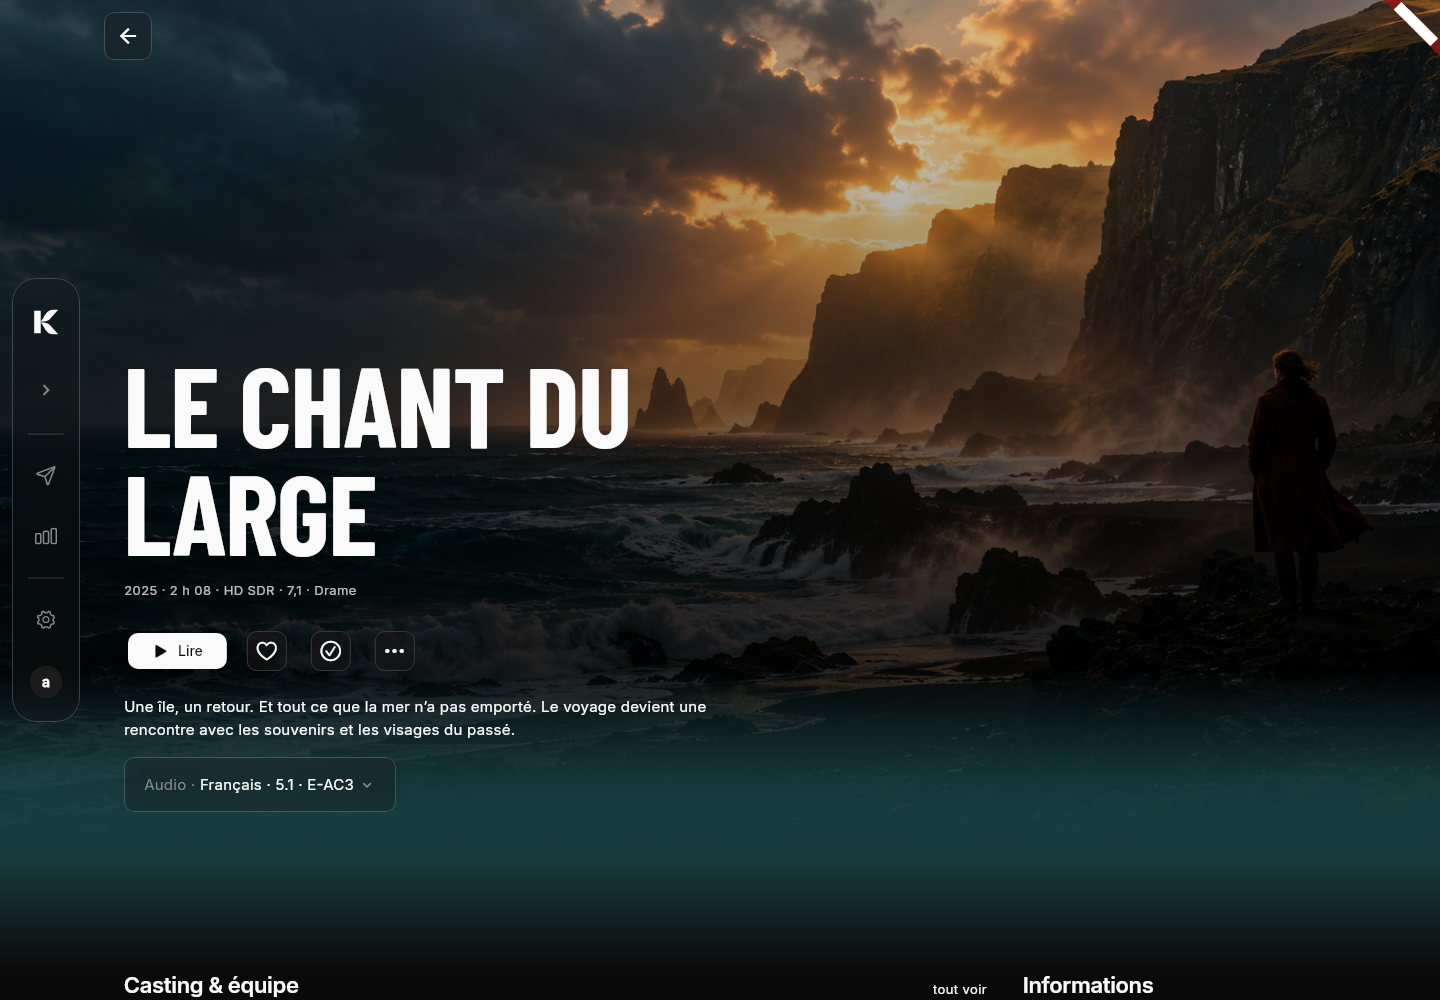 K
LE CHANT DU
LARGE
2025 · 2 h 08 · HD SDR · 7,1 · Drame
Lire
a
Une île, un retour. Et tout ce que la mer n’a pas emporté. Le voyage devient une
rencontre avec les souvenirs et les visages du passé.
Audio · Français · 5.1 · E-AC3
Casting & équipe
tout voir
Informations